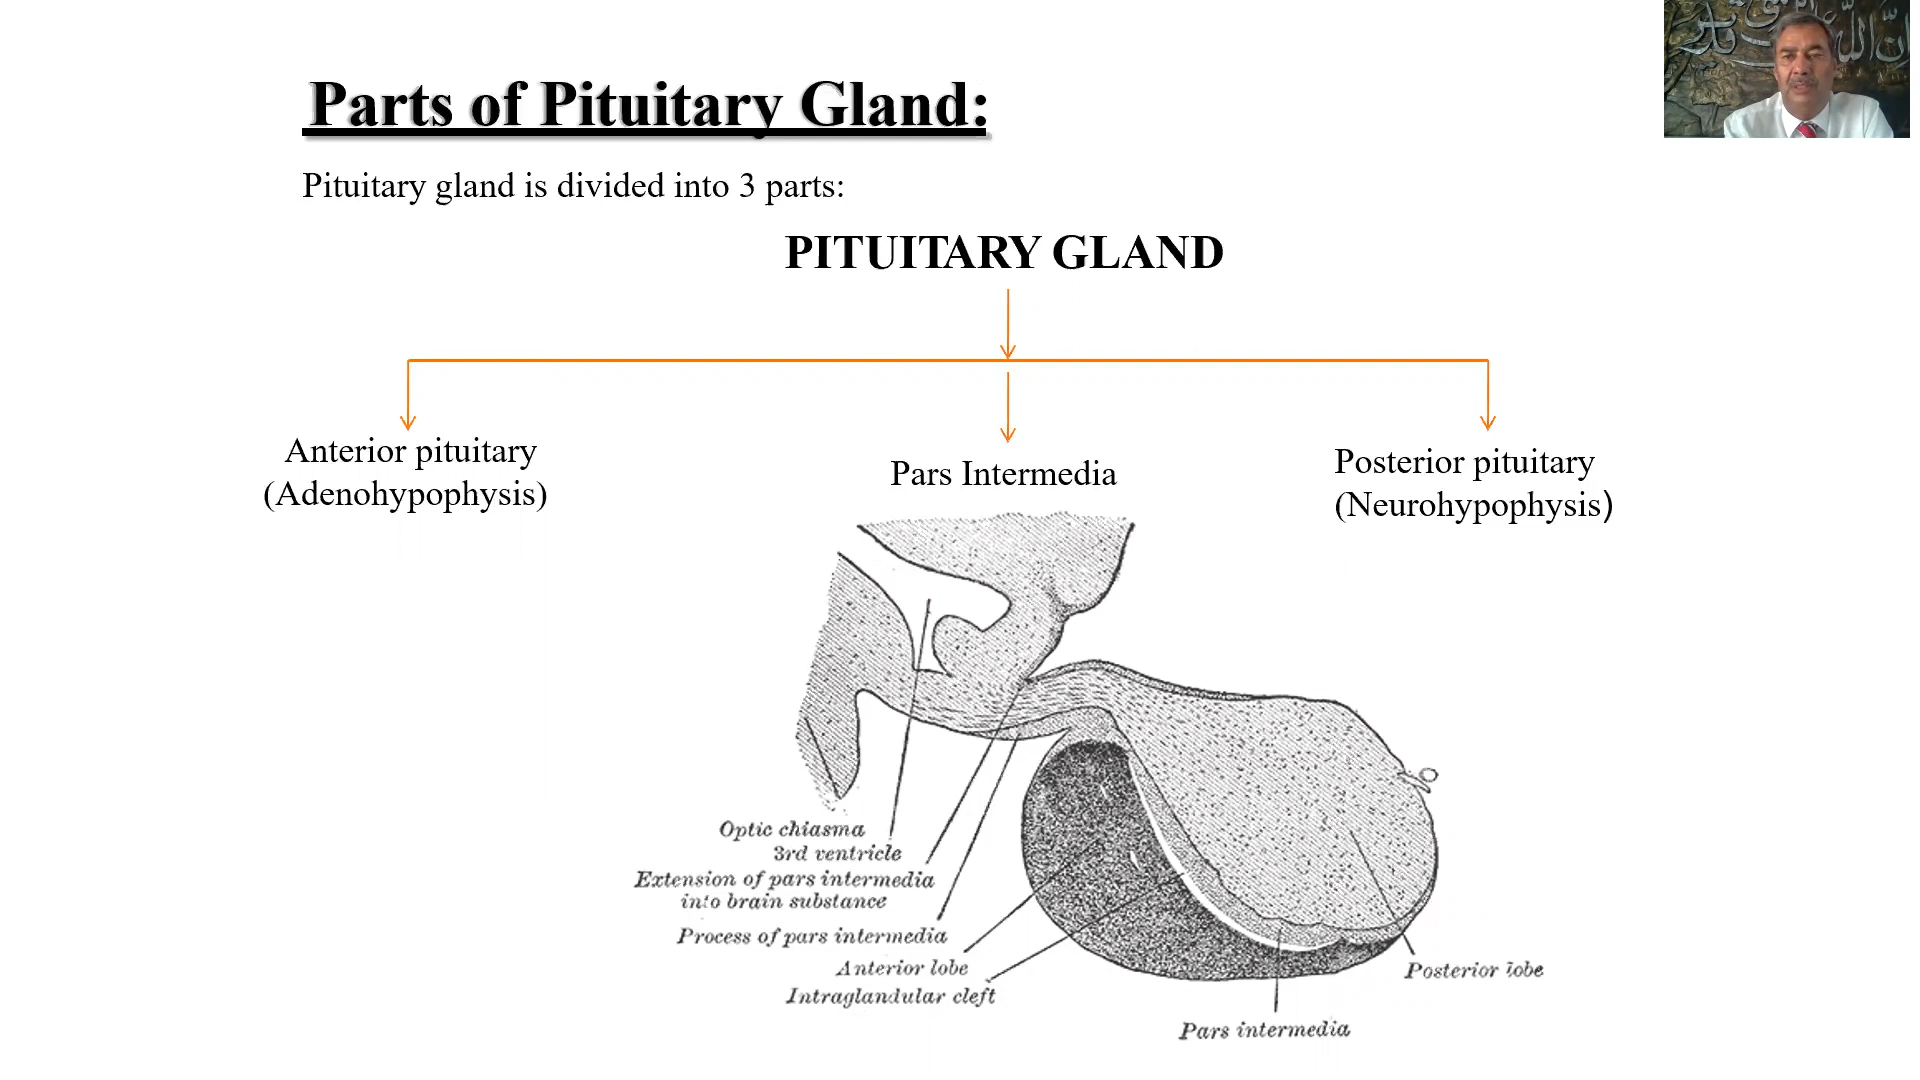 Parts of Pituitary Gland:
Pituitary gland is divided into 3 parts:
PITUITARY GLAND
Anterior pituitary
(Adenohypophysis)
Pars Intermedia
Posterior pituitary
(Neurohypophysis)
Optic chiasma
3rd ventricle
Extension of pars intermedia
into brain substance
Process of pars intermedia
Anterior lobe
Intraglandular cleft
Posterior lobe
Pars intermedia